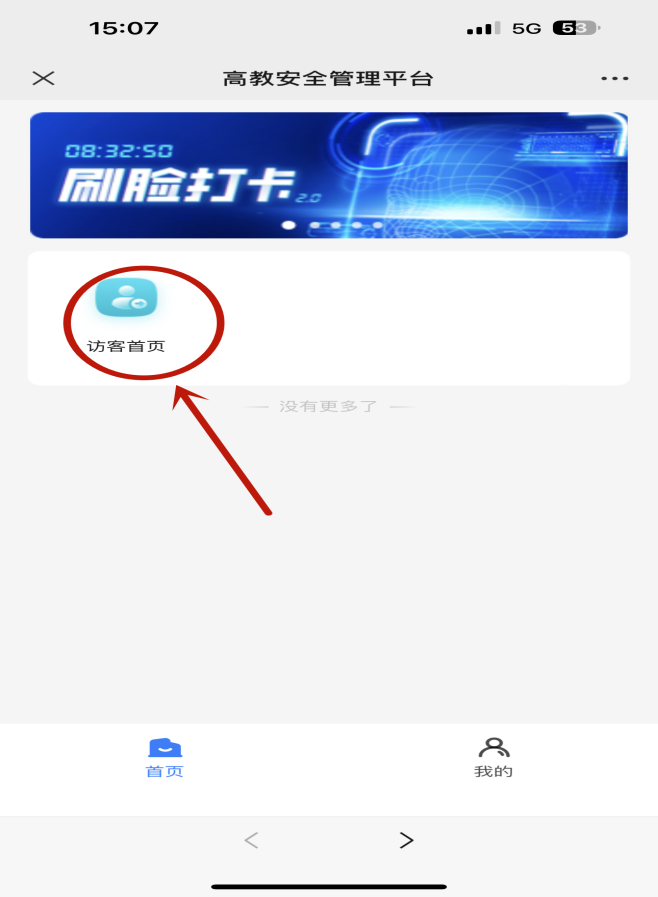 15:07
5G 53
高教安全管理平台
08:32:50
刷脸打卡2.0
访客首页
没有更多了
首页
我的